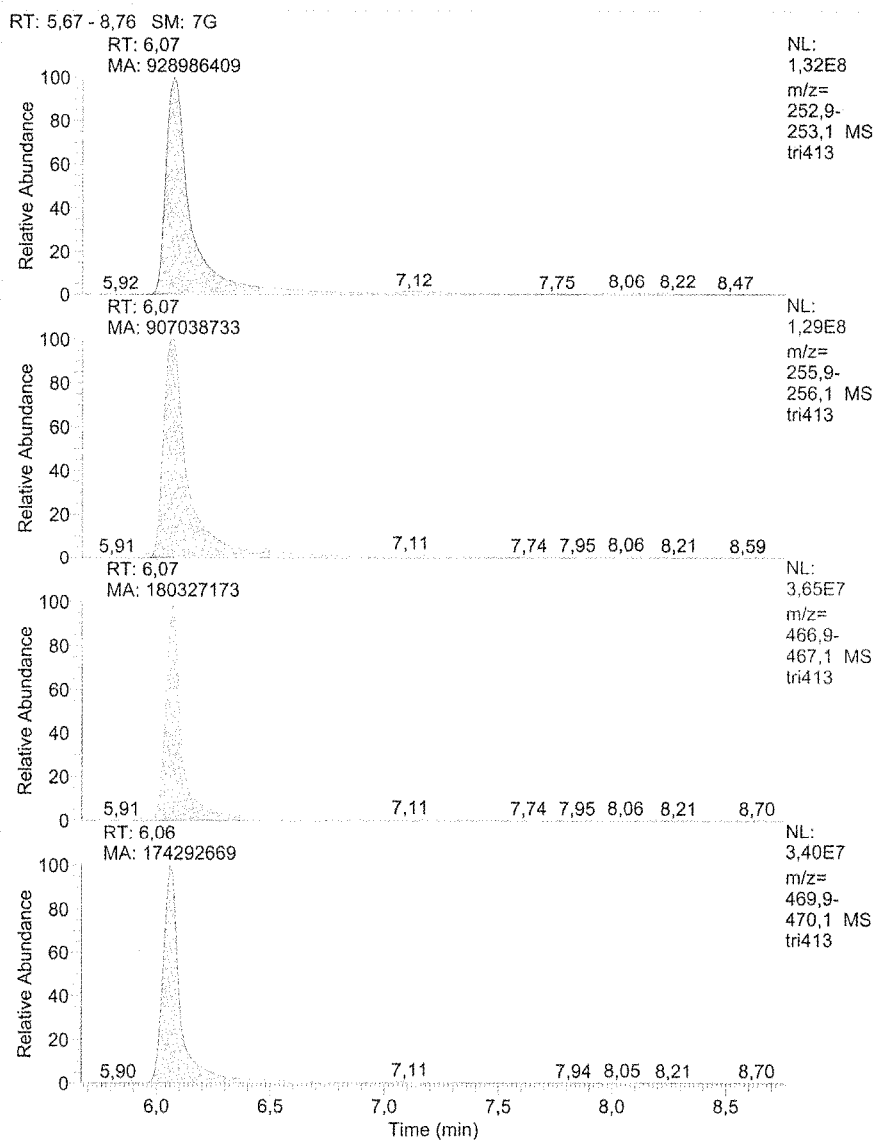 RT: 5,67 - 8,76 SM: 7G
RT: 6,07
MA: 928986409
NL:
1,32E8
m/z=
252,9-
253,1 MS
tri413
Relative Abundance
100
80
60
40
20
0
5,92 7,12 7,75 8,06 8,22 8,47
RT: 6,07
MA: 907038733
NL:
1,29E8
m/z=
255,9-
256,1 MS
tri413
Relative Abundance
100
80
60
40
20
0
5,91 7,11 7,74 7,95 8,06 8,21 8,59
RT: 6,07
MA: 180327173
NL:
3,65E7
m/z=
466,9-
467,1 MS
tri413
Relative Abundance
100
80
60
40
20
0
5,91 7,11 7,74 7,95 8,06 8,21 8,70
RT: 6,06
MA: 174292669
NL:
3,40E7
m/z=
469,9-
470,1 MS
tri413
Relative Abundance
100
80
60
40
20
0
5,90 7,11 7,94 8,05 8,21 8,70
6,0 6,5 7,0 7,5 8,0 8,5
Time (min)